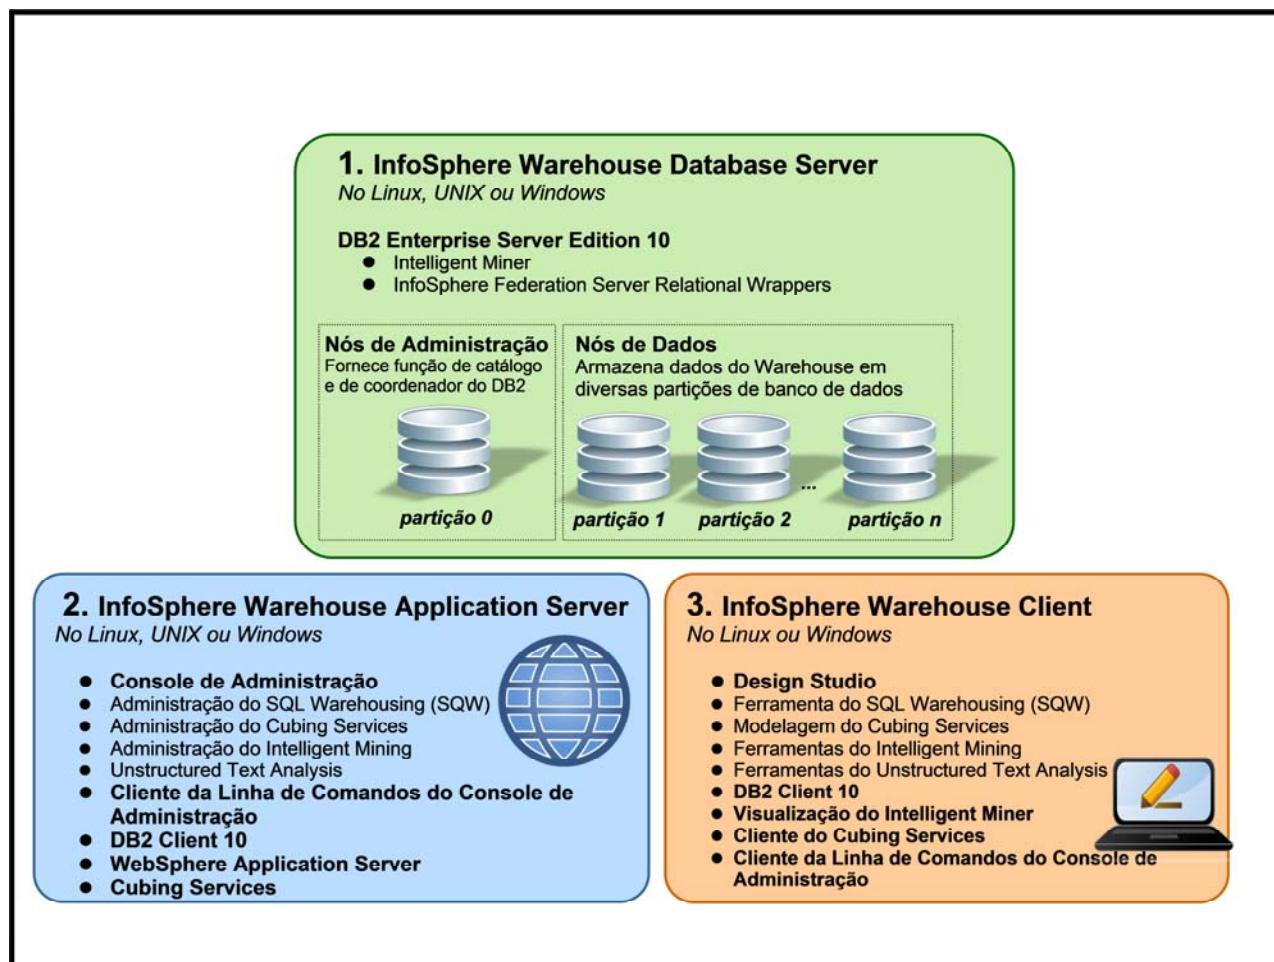 1. InfoSphere Warehouse Database Server
No Linux, UNIX ou Windows
DB2 Enterprise Server Edition 10
● Intelligent Miner
● InfoSphere Federation Server Relational Wrappers
Nós de Administração
Fornece função de catálogo
e de coordenador do DB2
partição 0
Nós de Dados
Armazena dados do Warehouse em
diversas partições de banco de dados
...
partição 1 partição 2 partição n
2. InfoSphere Warehouse Application Server
No Linux, UNIX ou Windows
● Console de Administração
● Administração do SQL Warehousing (SQW)
● Administração do Cubing Services
● Administração do Intelligent Mining
● Unstructured Text Analysis
● Cliente da Linha de Comandos do Console de
Administração
● DB2 Client 10
● WebSphere Application Server
● Cubing Services
3. InfoSphere Warehouse Client
No Linux ou Windows
● Design Studio
● Ferramenta do SQL Warehousing (SQW)
● Modelagem do Cubing Services
● Ferramentas do Intelligent Mining
● Ferramentas do Unstructured Text Analysis
● DB2 Client 10
● Visualização do Intelligent Miner
● Cliente do Cubing Services
● Cliente da Linha de Comandos do Console de
Administração